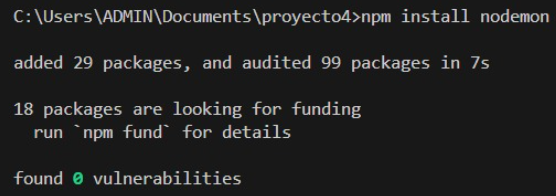 C:\Users\ADMIN\Documents\proyecto4>npm install nodemon
added 29 packages, and audited 99 packages in 7s
18 packages are looking for funding
  run `npm fund` for details
found 0 vulnerabilities